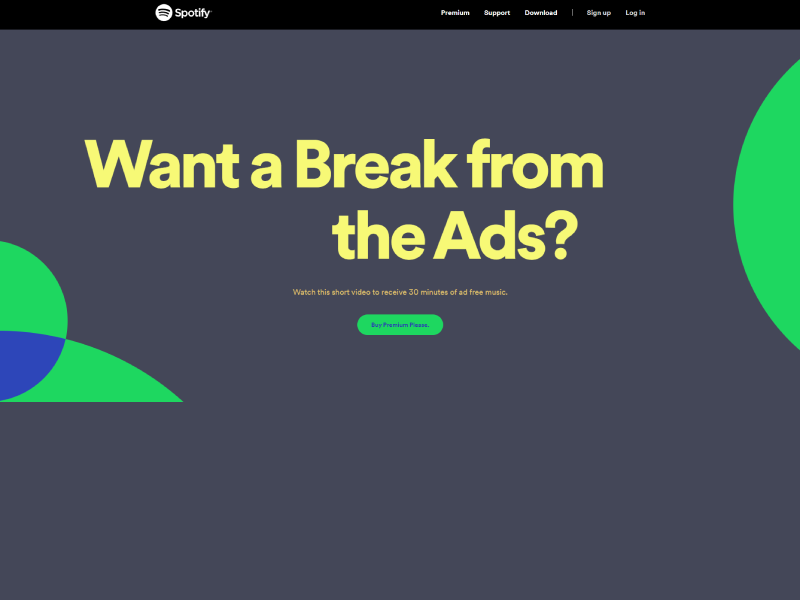 Spotify
Premium Support Download | Sign up Log in
Want a Break from
the Ads?
Watch this short video to receive 30 minutes of ad free music.
Buy Premium Please.